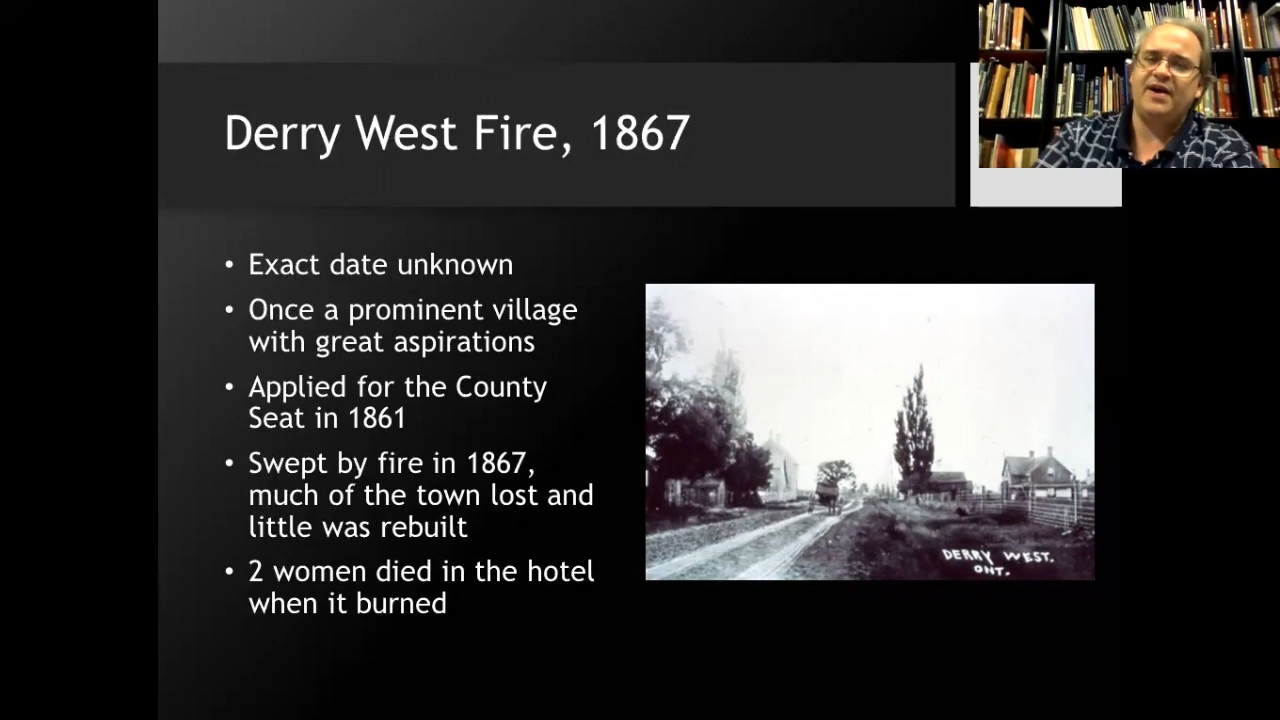 Derry West Fire, 1867
• Exact date unknown
• Once a prominent village
with great aspirations
• Applied for the County
Seat in 1861
• Swept by fire in 1867,
much of the town lost and
little was rebuilt
• 2 women died in the hotel
when it burned
DERRY WEST.
ONT.